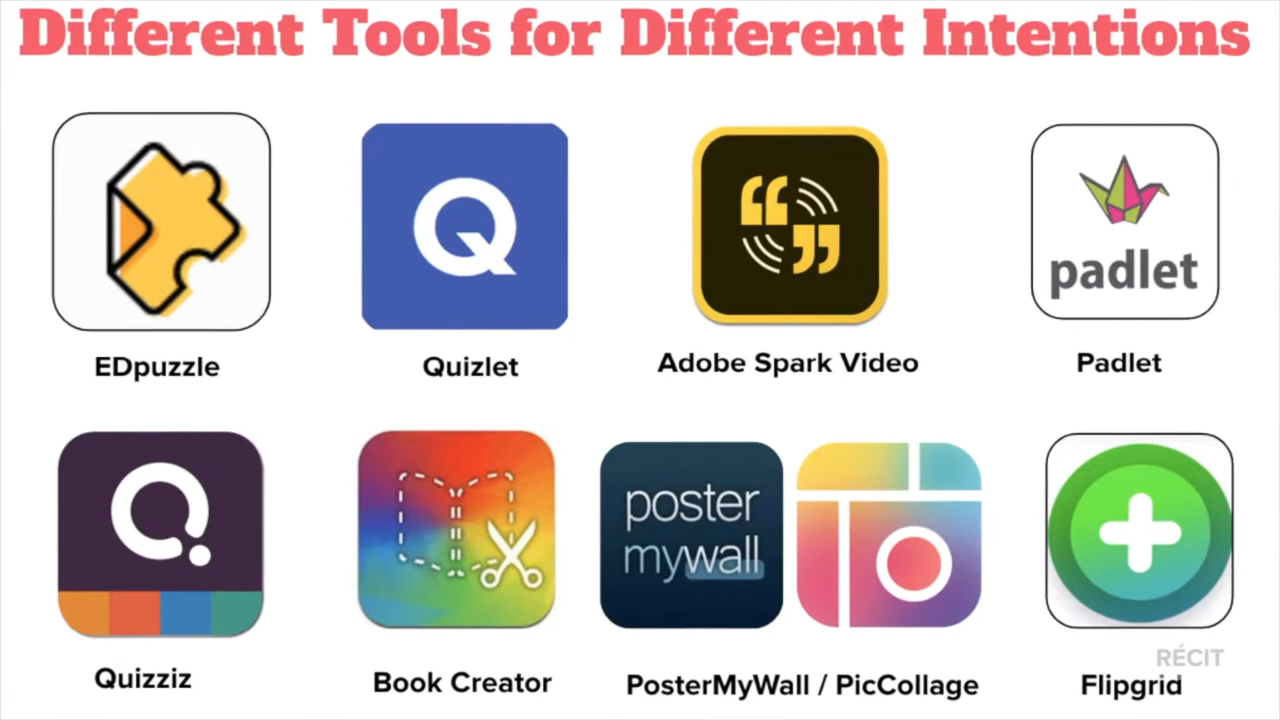 Different Tools for Different Intentions
padlet
EDpuzzle
Quizlet
Adobe Spark Video
Padlet
poster
mywall
RÉCIT
Quizziz
Book Creator
PosterMyWall / PicCollage
Flipgrid